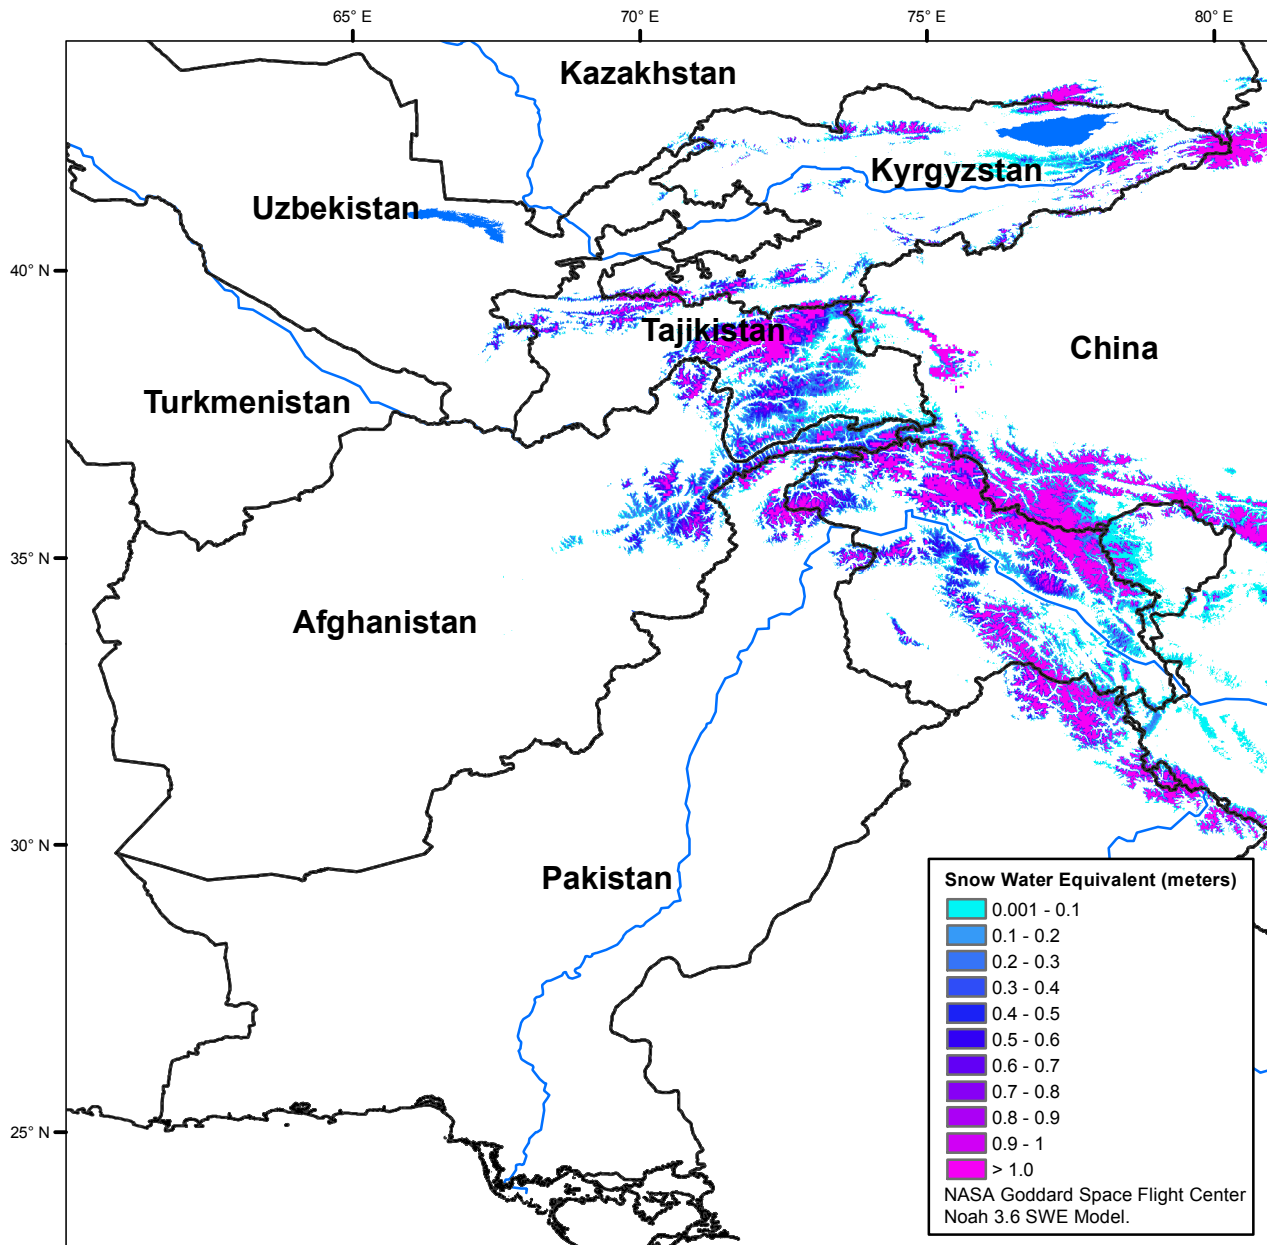 65° E
70° E
75° E
80° E
Kazakhstan
Kyrgyzstan
Uzbekistan
40° N
Tajikistan
China
Turkmenistan
35° N
Afghanistan
30° N
Pakistan
25° N
Snow Water Equivalent (meters)
0.001 - 0.1
0.1 - 0.2
0.2 - 0.3
0.3 - 0.4
0.4 - 0.5
0.5 - 0.6
0.6 - 0.7
0.7 - 0.8
0.8 - 0.9
0.9 - 1
> 1.0
NASA Goddard Space Flight Center
Noah 3.6 SWE Model.